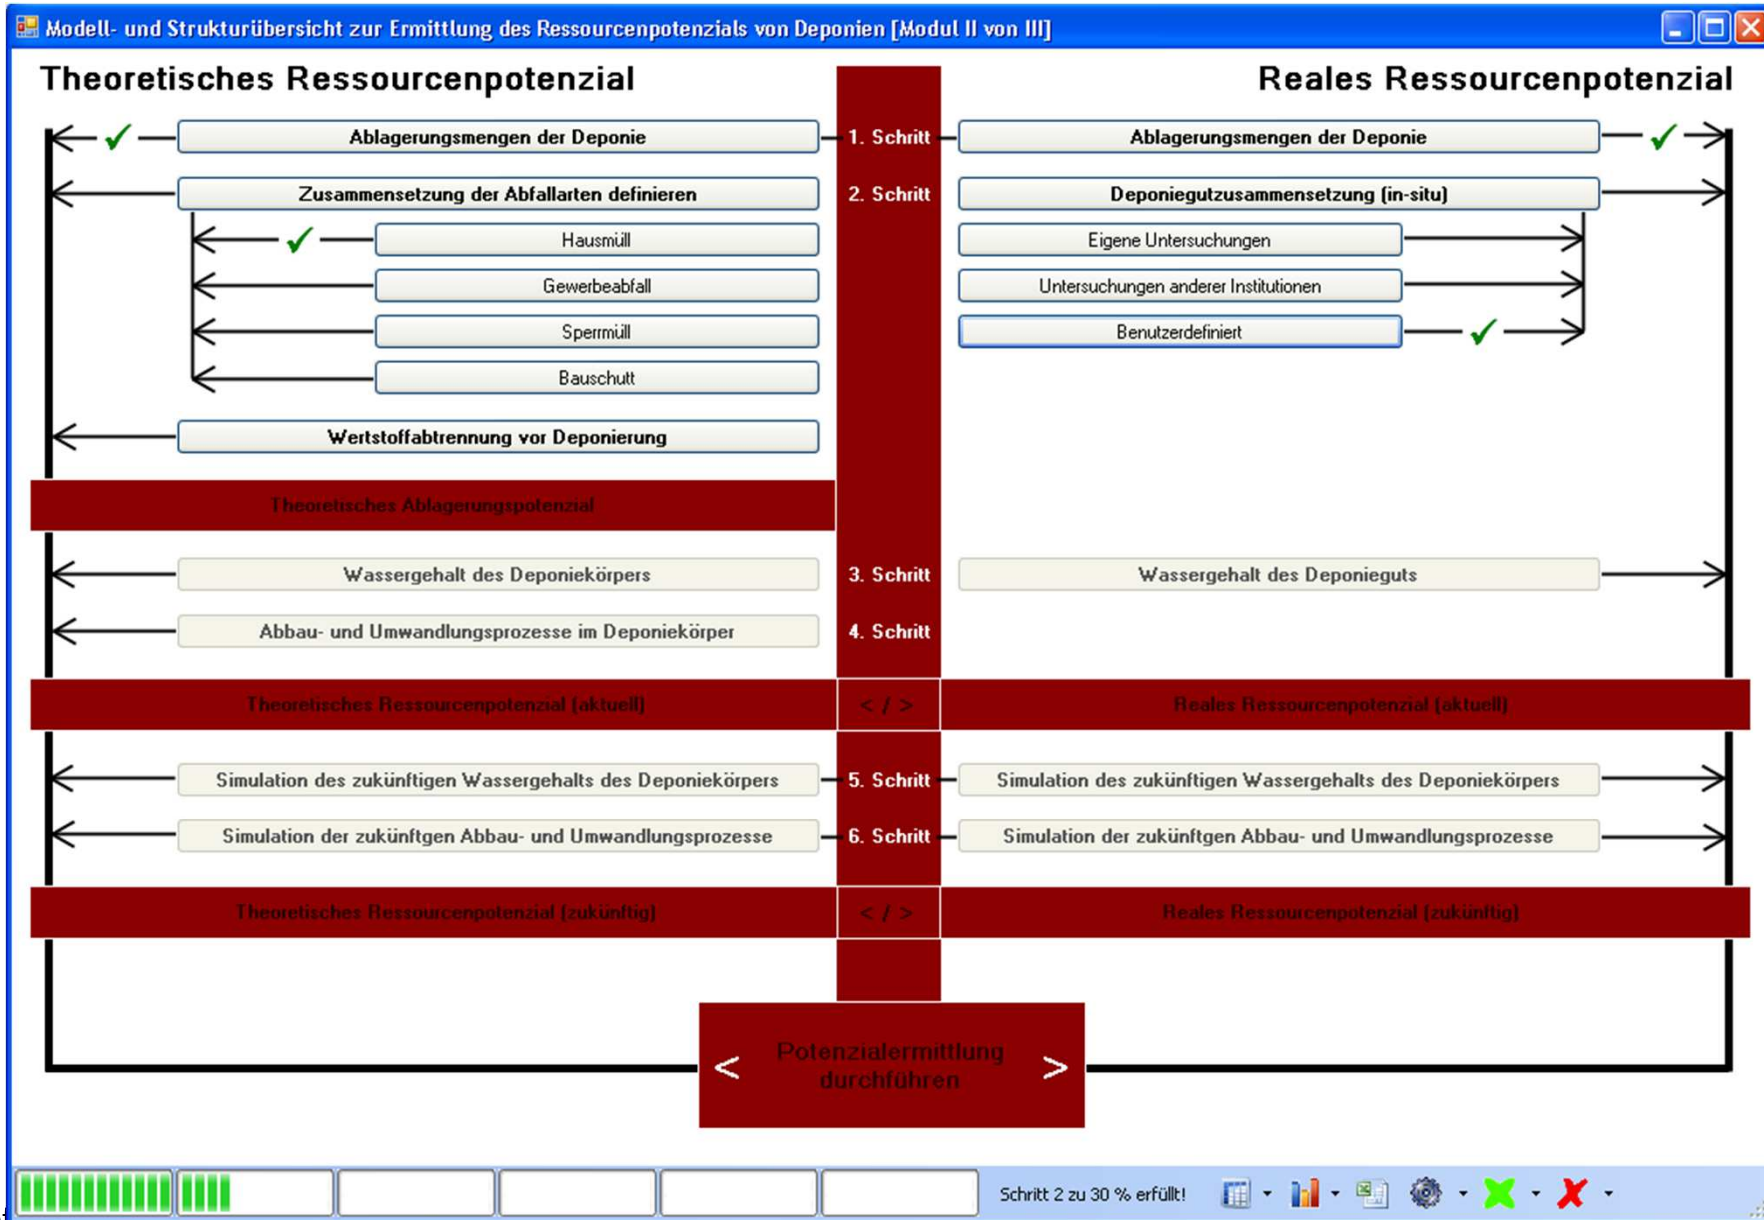 Modell- und Strukturübersicht zur Ermittlung des Ressourcenpotenzials von Deponien [Modul II von III]
Theoretisches Ressourcenpotenzial
Reales Ressourcenpotenzial
Ablagerungsmengen der Deponie
1. Schritt
Ablagerungsmengen der Deponie
Zusammensetzung der Abfallarten definieren
2. Schritt
Deponiegutzusammensetzung (in-situ)
Hausmüll
Eigene Untersuchungen
Gewerbeabfall
Untersuchungen anderer Institutionen
Sperrmüll
Benutzerdefiniert
Bauschutt
Wertstoffabtrennung vor Deponierung
Theoretisches Ablagerungspotenzial
Wassergehalt des Deponiekörpers
3. Schritt
Wassergehalt des Deponieguts
Abbau- und Umwandlungsprozesse im Deponiekörper
4. Schritt
Theoretisches Ressourcenpotenzial (aktuell)
< / >
Reales Ressourcenpotenzial (aktuell)
Simulation des zukünftigen Wassergehalts des Deponiekörpers
5. Schritt
Simulation des zukünftigen Wassergehalts des Deponiekörpers
Simulation der zukünftgen Abbau- und Umwandlungsprozesse
6. Schritt
Simulation der zukünftgen Abbau- und Umwandlungsprozesse
Theoretisches Ressourcenpotenzial (zukünftig)
< / >
Reales Ressourcenpotenzial (zukünftig)
< Potenzialermittlung >
durchführen
Schritt 2 zu 30 % erfüllt!